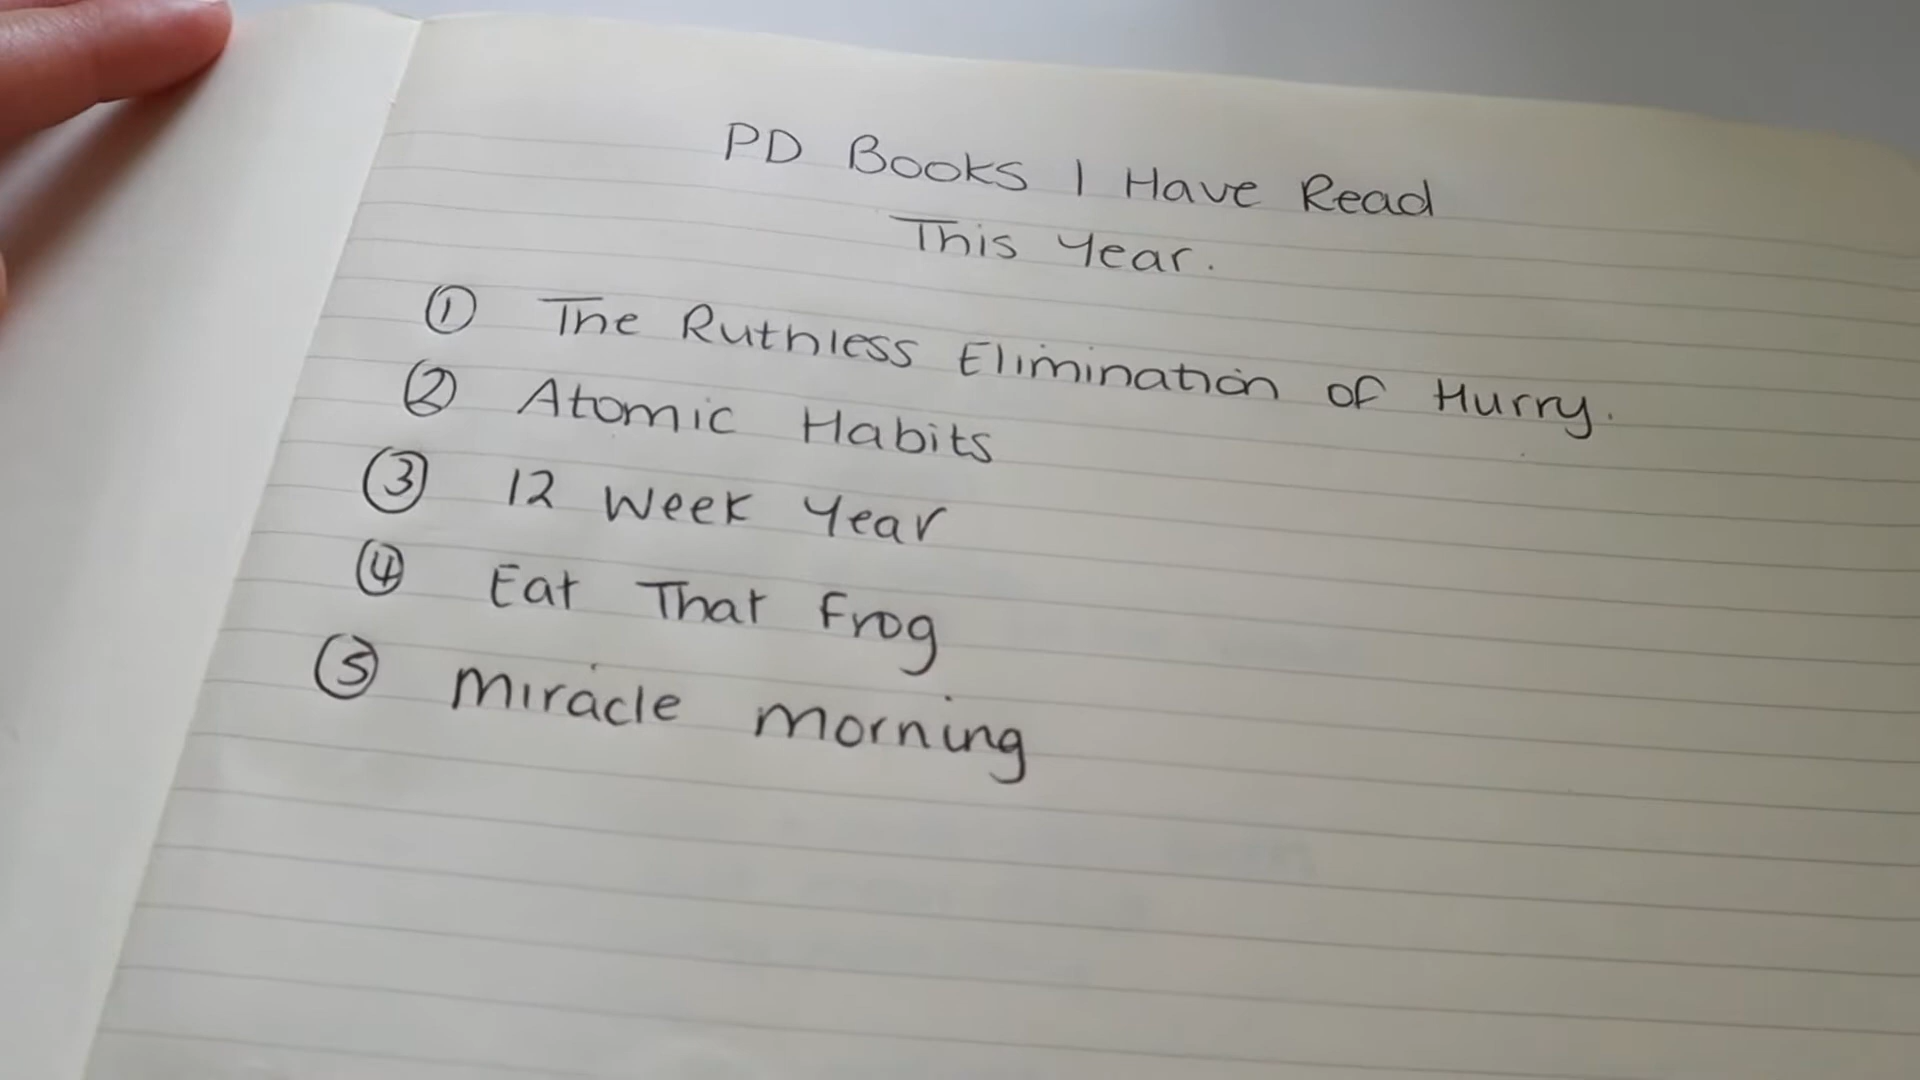 PD Books I Have Read
This Year.
① The Ruthless Elimination of Hurry.
② Atomic Habits
③ 12 Week Year
④ Eat That Frog
⑤ Miracle Morning